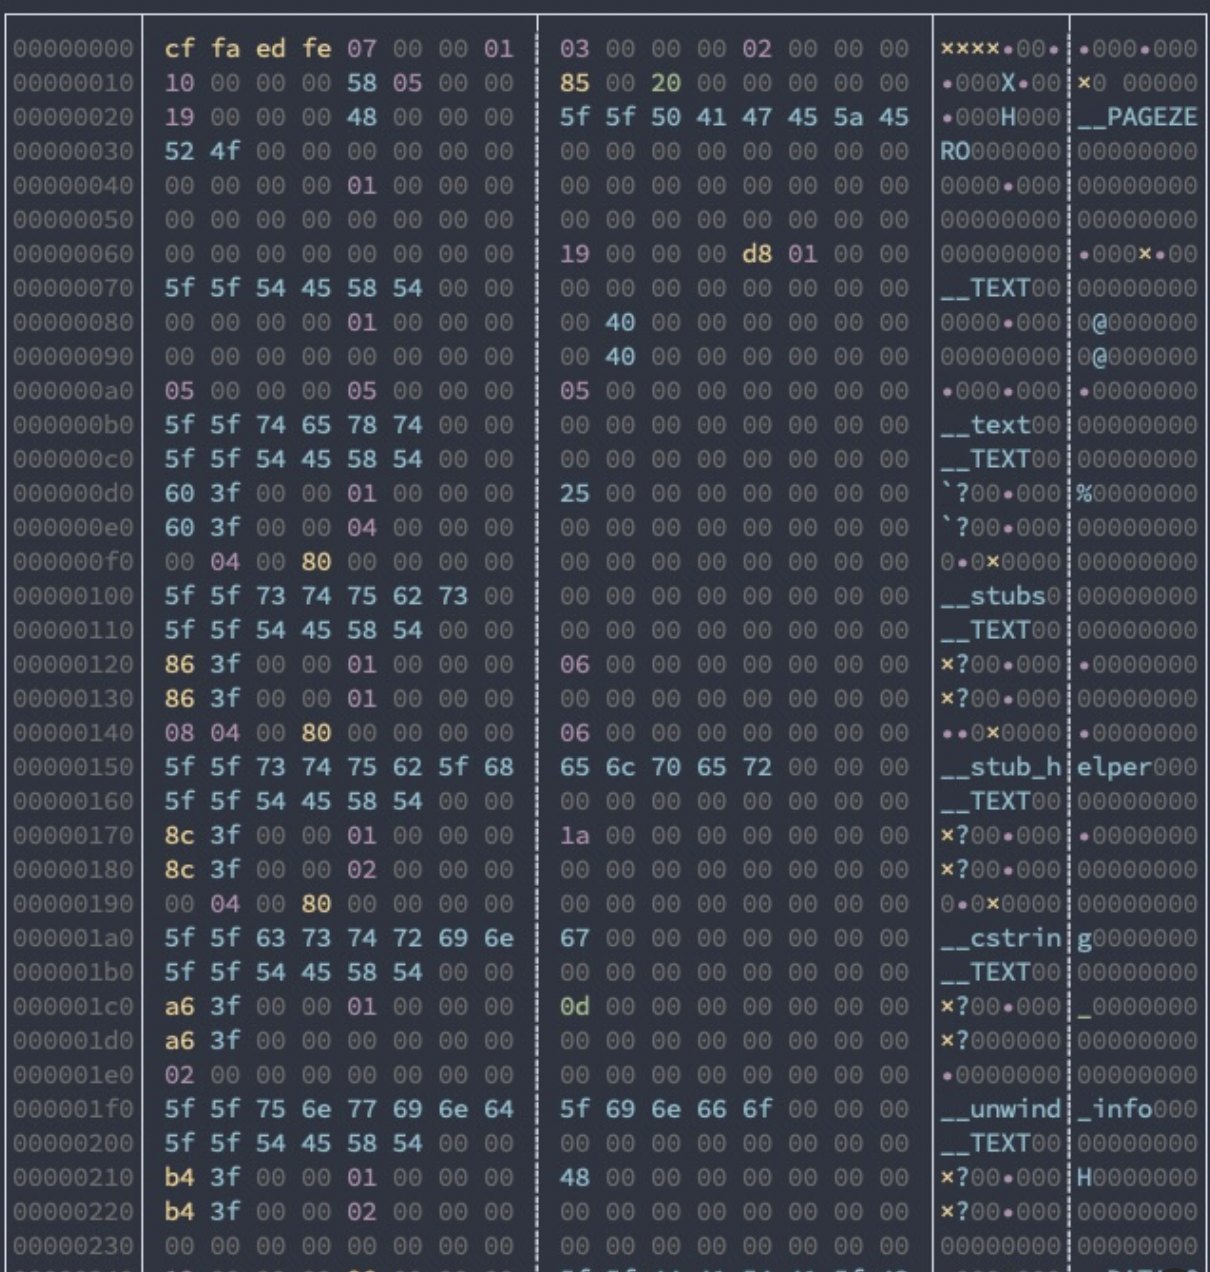 00000000 cf fa ed fe 07 00 00 01 03 00 00 00 02 00 00 00 ××××•00• •000•000
00000010 10 00 00 00 58 05 00 00 85 00 20 00 00 00 00 00 •000X•00 ×0 00000
00000020 19 00 00 00 48 00 00 00 5f 5f 50 41 47 45 5a 45 •000H000 __PAGEZE
00000030 52 4f 00 00 00 00 00 00 00 00 00 00 00 00 00 00 RO000000 00000000
00000040 00 00 00 00 01 00 00 00 00 00 00 00 00 00 00 00 0000•000 00000000
00000050 00 00 00 00 00 00 00 00 00 00 00 00 00 00 00 00 00000000 00000000
00000060 00 00 00 00 00 00 00 00 19 00 00 00 d8 01 00 00 00000000 •000×•00
00000070 5f 5f 54 45 58 54 00 00 00 00 00 00 00 00 00 00 __TEXT00 00000000
00000080 00 00 00 00 01 00 00 00 00 40 00 00 00 00 00 00 0000•000 @000000
00000090 00 00 00 00 00 00 00 00 00 40 00 00 00 00 00 00 00000000 0@000000
000000a0 05 00 00 00 05 00 00 00 05 00 00 00 00 00 00 00 •000•000 •0000000
000000b0 5f 5f 74 65 78 74 00 00 00 00 00 00 00 00 00 00 __text00 00000000
000000c0 5f 5f 54 45 58 54 00 00 00 00 00 00 00 00 00 00 __TEXT00 00000000
000000d0 60 3f 00 00 01 00 00 00 25 00 00 00 00 00 00 00 `?00•000 %0000000
000000e0 60 3f 00 00 04 00 00 00 00 00 00 00 00 00 00 00 `?00•000 00000000
000000f0 00 04 00 80 00 00 00 00 00 00 00 00 00 00 00 00 0•0×0000 00000000
00000100 5f 5f 73 74 75 62 73 00 00 00 00 00 00 00 00 00 __stubs0 00000000
00000110 5f 5f 54 45 58 54 00 00 00 00 00 00 00 00 00 00 __TEXT00 00000000
00000120 86 3f 00 00 01 00 00 00 06 00 00 00 00 00 00 00 ×?00•000 •0000000
00000130 86 3f 00 00 01 00 00 00 00 00 00 00 00 00 00 00 ×?00•000 00000000
00000140 08 04 00 80 00 00 00 00 06 00 00 00 00 00 00 00 ••0×0000 •0000000
00000150 5f 5f 73 74 75 62 5f 68 65 6c 70 65 72 00 00 00 __stub_h elper000
00000160 5f 5f 54 45 58 54 00 00 00 00 00 00 00 00 00 00 __TEXT00 00000000
00000170 8c 3f 00 00 01 00 00 00 1a 00 00 00 00 00 00 00 ×?00•000 •0000000
00000180 8c 3f 00 00 02 00 00 00 00 00 00 00 00 00 00 00 ×?00•000 00000000
00000190 00 04 00 80 00 00 00 00 00 00 00 00 00 00 00 00 0•0×0000 00000000
000001a0 5f 5f 63 73 74 72 69 6e 67 00 00 00 00 00 00 00 __cstrin g0000000
000001b0 5f 5f 54 45 58 54 00 00 00 00 00 00 00 00 00 00 __TEXT00 00000000
000001c0 a6 3f 00 00 01 00 00 00 0d 00 00 00 00 00 00 00 ×?00•000 _0000000
000001d0 a6 3f 00 00 00 00 00 00 00 00 00 00 00 00 00 00 ×?000000 00000000
000001e0 02 00 00 00 00 00 00 00 00 00 00 00 00 00 00 00 •0000000 00000000
000001f0 5f 5f 75 6e 77 69 6e 64 5f 69 6e 66 6f 00 00 00 __unwind _info000
00000200 5f 5f 54 45 58 54 00 00 00 00 00 00 00 00 00 00 __TEXT00 00000000
00000210 b4 3f 00 00 01 00 00 00 48 00 00 00 00 00 00 00 ×?00•000 H0000000
00000220 b4 3f 00 00 02 00 00 00 00 00 00 00 00 00 00 00 ×?00•000 00000000
00000230 00 00 00 00 00 00 00 00 00 00 00 00 00 00 00 00 00000000 00000000